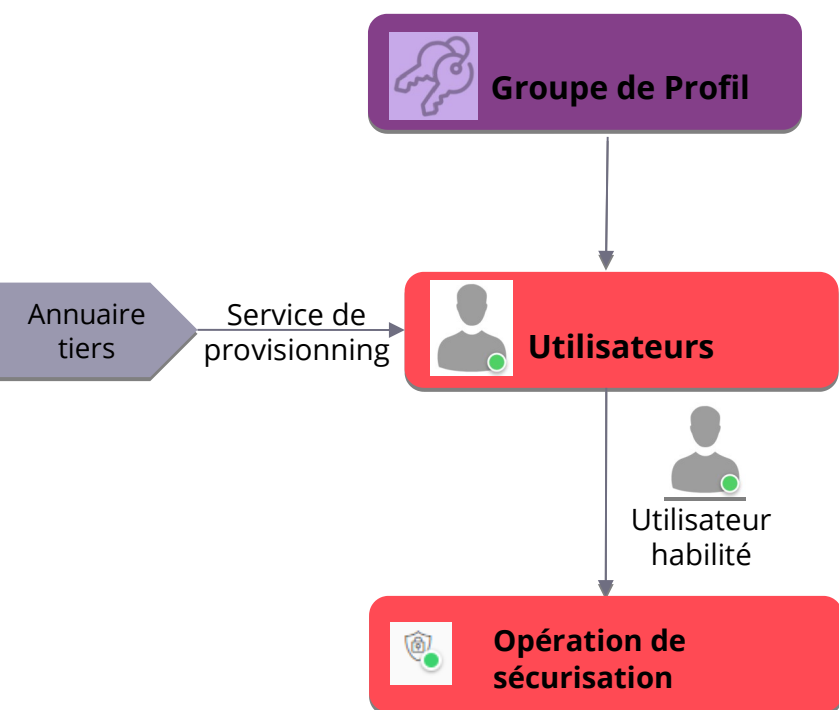 Groupe de Profil
Annuaire
tiers
Service de
provisionning
Utilisateurs
Utilisateur
habilité
Opération de
sécurisation